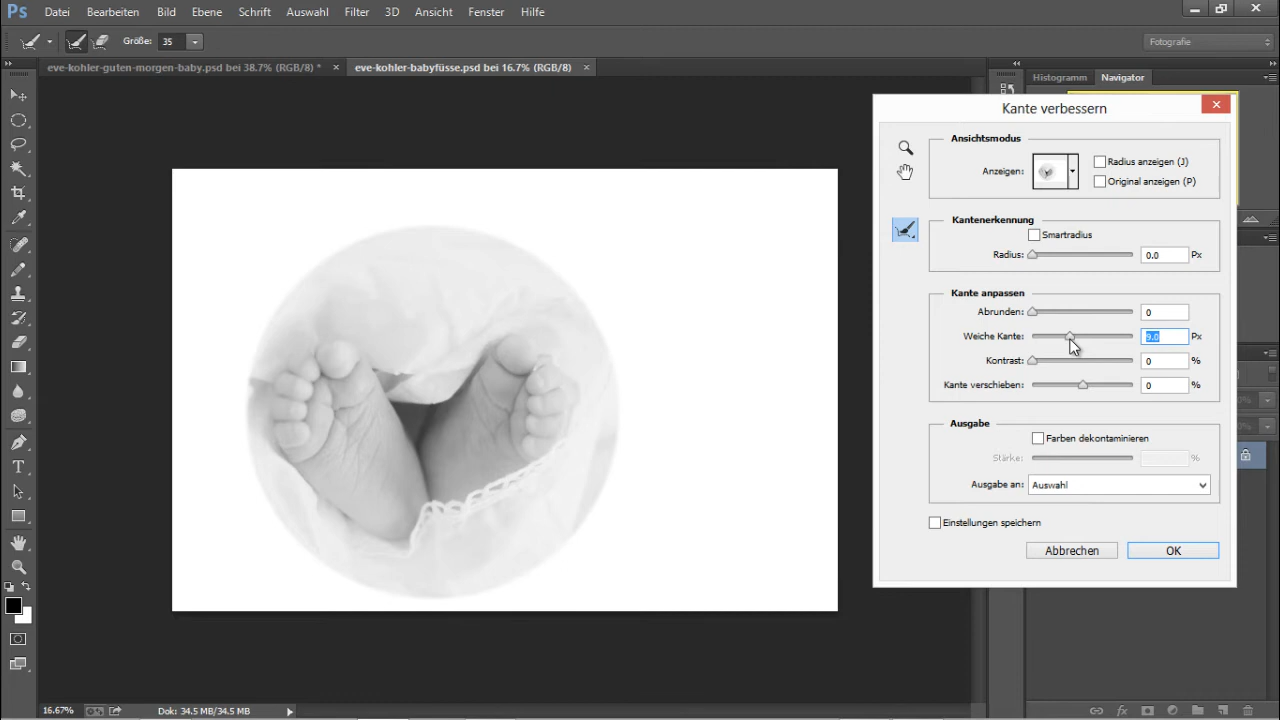 Ps Datei Bearbeiten Bild Ebene Schrift Auswahl Filter 3D Ansicht Fenster Hilfe
Größe: 35 Fotografie
eve-kohler-guten-morgen-baby.psd bei 38.7% (RGB/8) * × eve-kohler-babyfüsse.psd bei 16.7% (RGB/8) ×
Histogramm Navigator
Kante verbessern
Ansichtsmodus
Anzeigen:
Radius anzeigen (J)
Original anzeigen (P)
Kantenerkennung
Smartradius
Radius: 0.0 Px
Kante anpassen
Abrunden: 0
Weiche Kante: 9.0 Px
Kontrast: 0 %
Kante verschieben: 0 %
Ausgabe
Farben dekontaminieren
Stärke: %
Ausgabe an: Auswahl
Einstellungen speichern
Abbrechen OK
16.67% Dok: 34.5 MB/34.5 MB